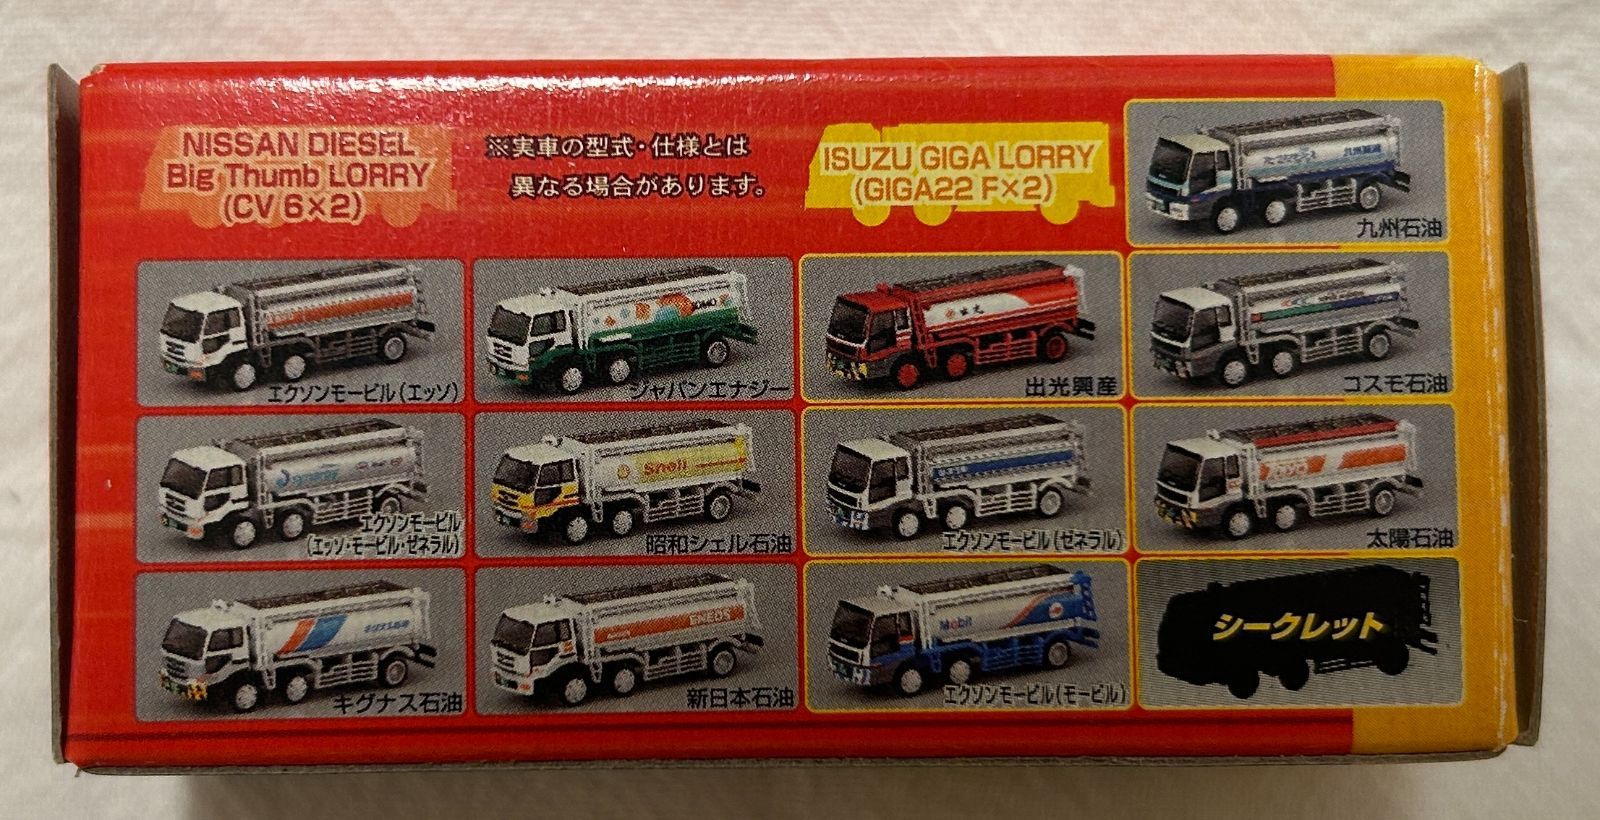 NISSAN DIESEL
Big Thumb LORRY
(CV 6×2)
※実車の型式・仕様とは
異なる場合があります。
ISUZU GIGA LORRY
(GIGA22 F×2)
九州石油
エクソンモービル(エッソ)
ジャパンエナジー
出光
出光興産
コスモ石油
エクソンモービル
(エッソ・モービル・ゼネラル)
Shell
昭和シェル石油
エクソンモービル(ゼネラル)
太陽石油
キグナス石油
ENEOS
新日本石油
Mobil
エクソンモービル(モービル)
シークレット